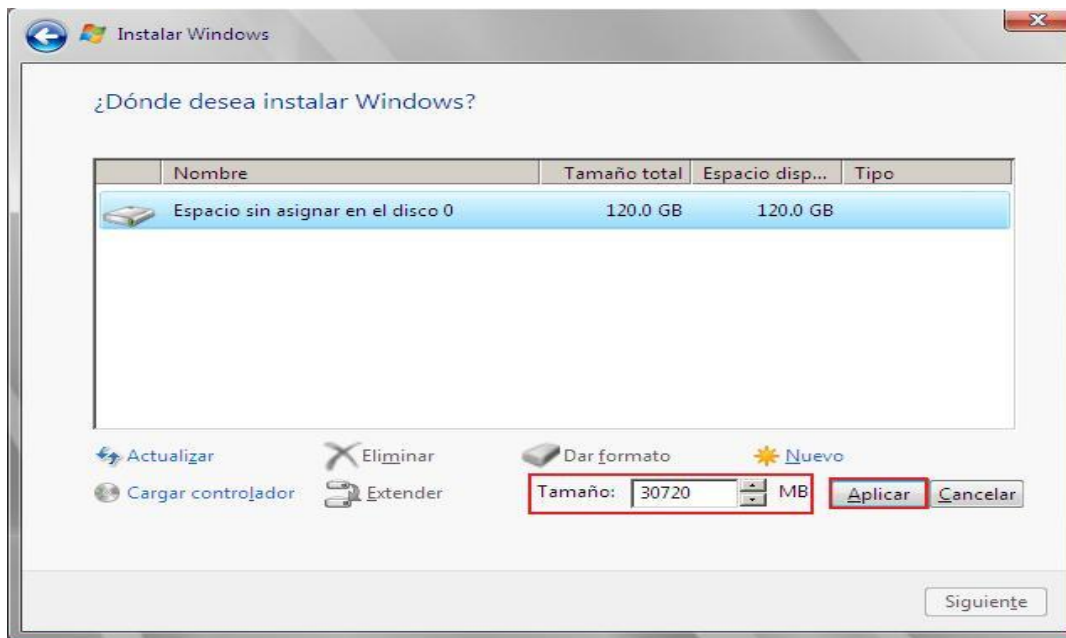 Instalar Windows
¿Dónde desea instalar Windows?
Nombre Tamaño total Espacio disp... Tipo
Espacio sin asignar en el disco 0 120.0 GB 120.0 GB
Actualizar Eliminar Dar formato Nuevo
Cargar controlador Extender Tamaño: 30720 MB Aplicar Cancelar
Siguiente